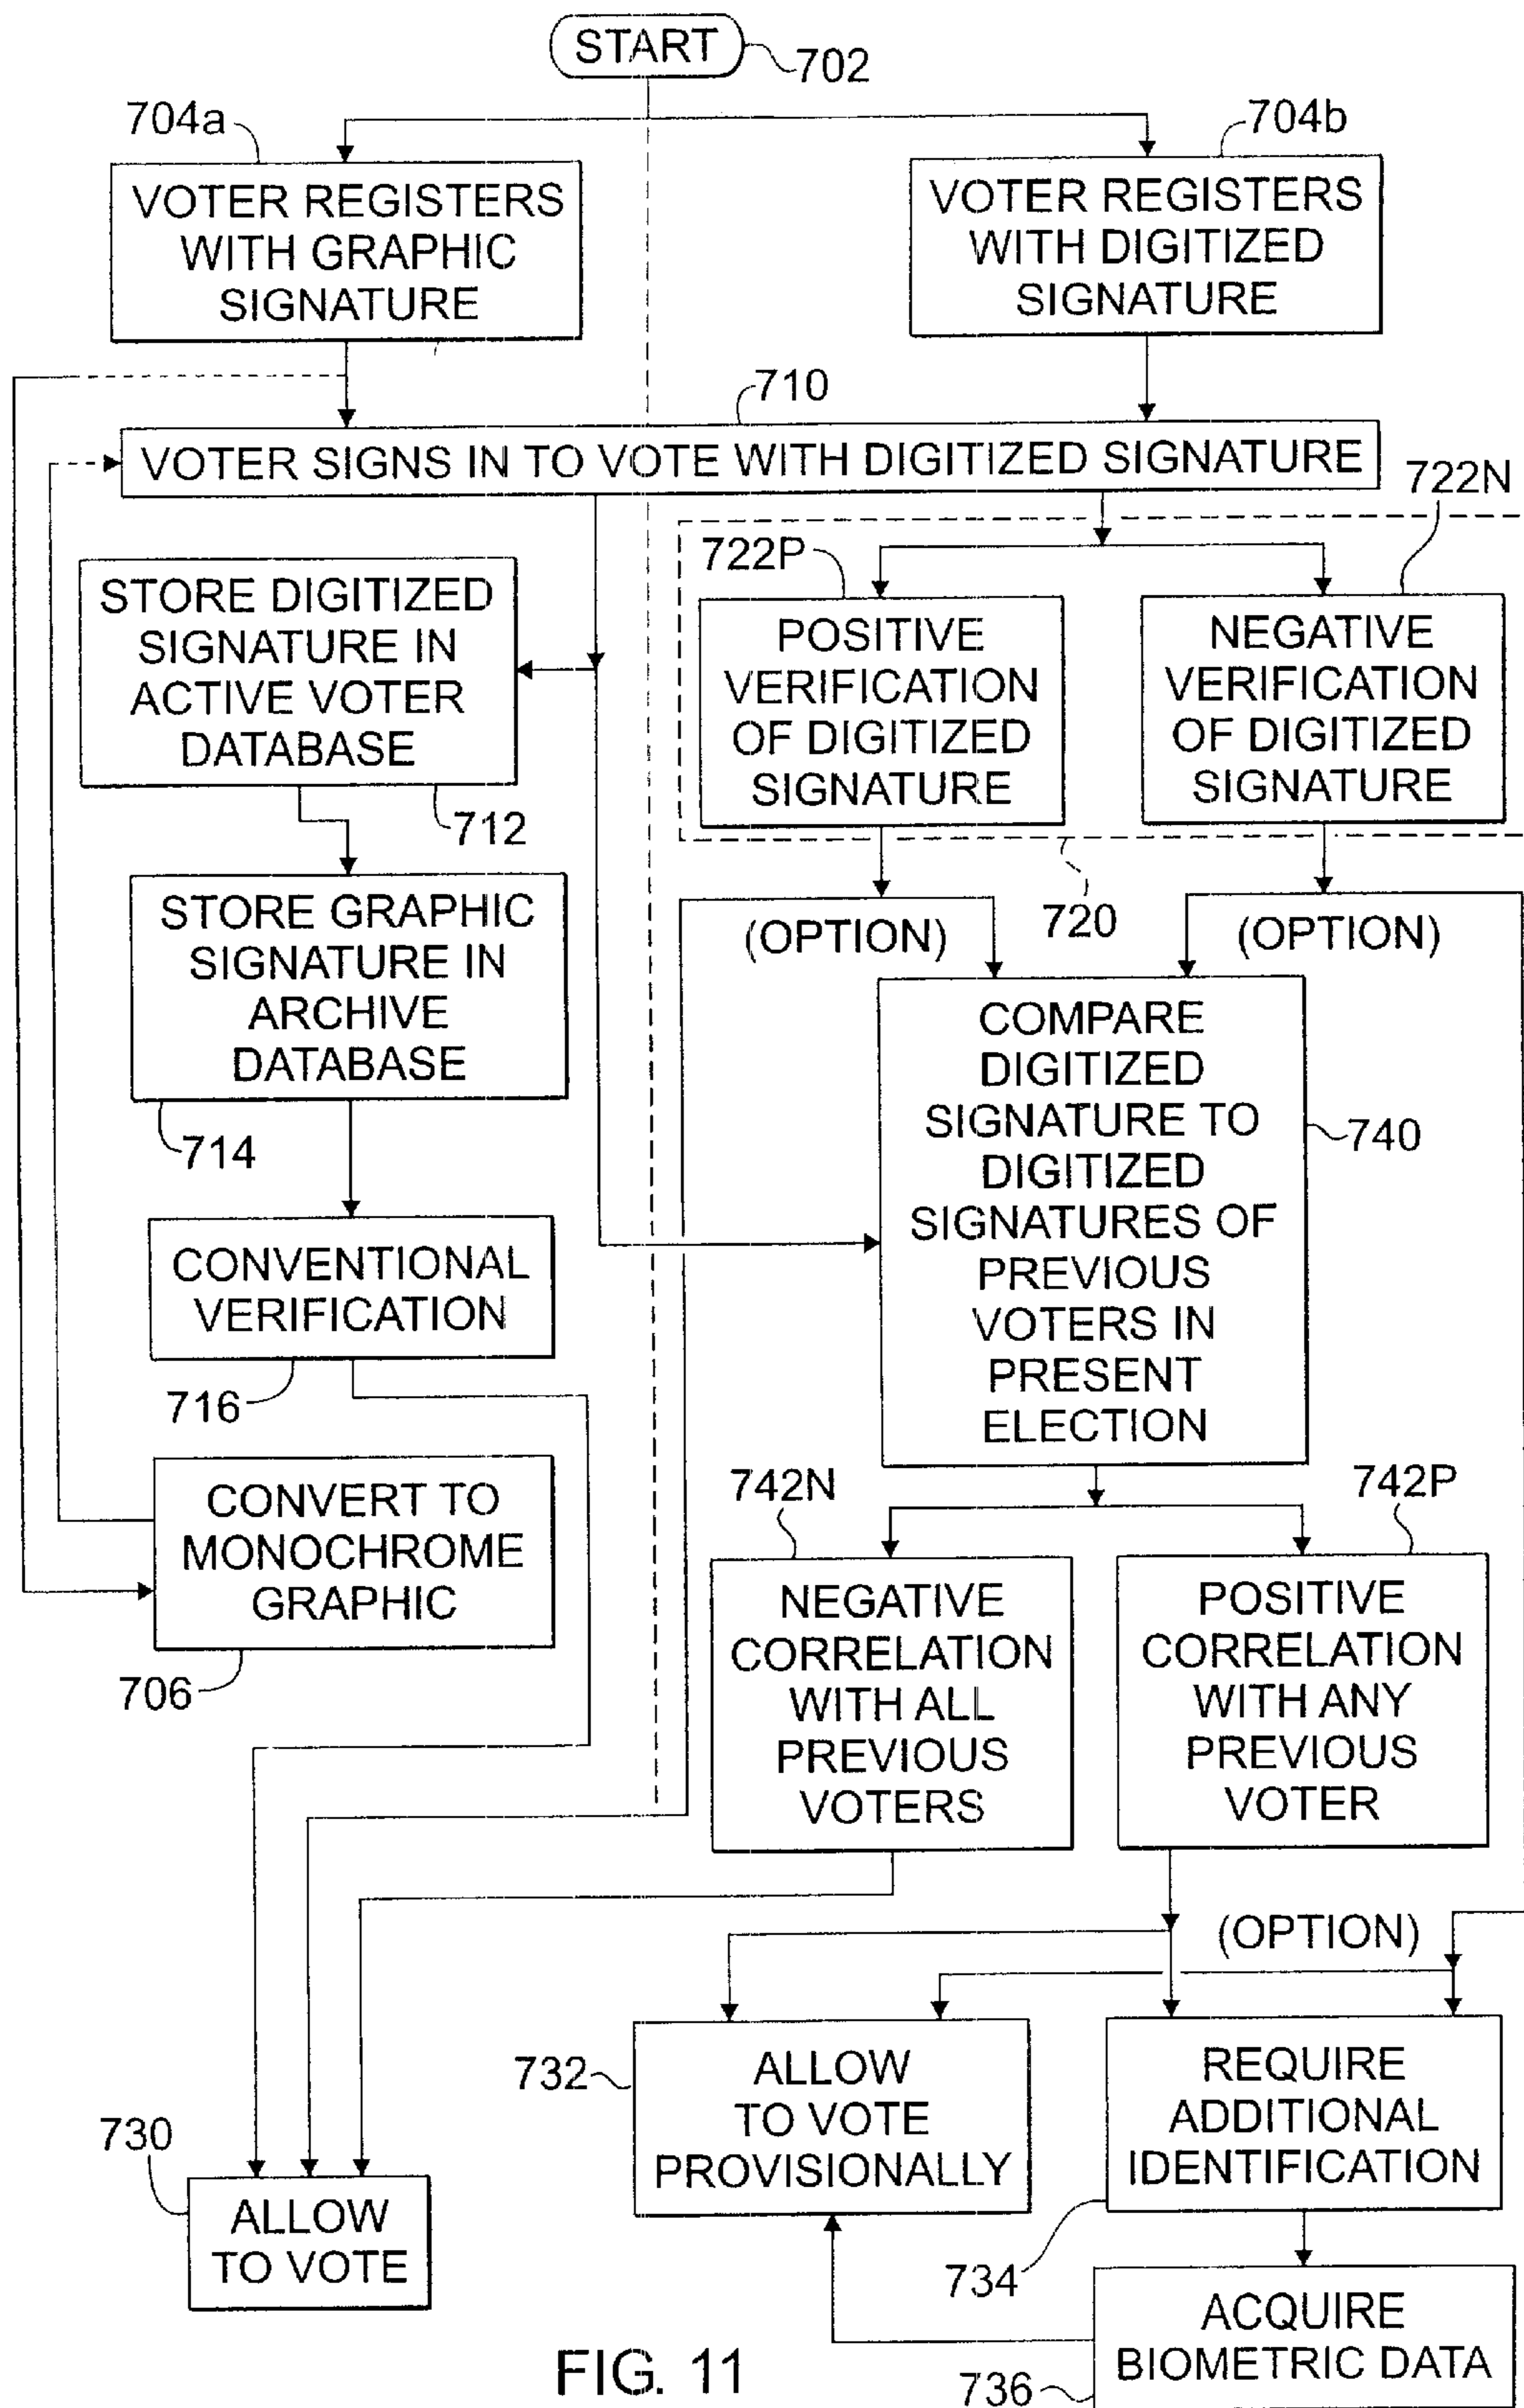 START
702
704a
704b
VOTER REGISTERS
WITH GRAPHIC
SIGNATURE
VOTER REGISTERS
WITH DIGITIZED
SIGNATURE
710
VOTER SIGNS IN TO VOTE WITH DIGITIZED SIGNATURE
722N
722P
STORE DIGITIZED
SIGNATURE IN
ACTIVE VOTER
DATABASE
712
POSITIVE
VERIFICATION
OF DIGITIZED
SIGNATURE
NEGATIVE
VERIFICATION
OF DIGITIZED
SIGNATURE
720
(OPTION)
(OPTION)
STORE GRAPHIC
SIGNATURE IN
ARCHIVE
DATABASE
714
COMPARE
DIGITIZED
SIGNATURE TO
DIGITIZED
SIGNATURES OF
PREVIOUS
VOTERS IN
PRESENT
ELECTION
740
CONVENTIONAL
VERIFICATION
716
CONVERT TO
MONOCHROME
GRAPHIC
706
742N
742P
NEGATIVE
CORRELATION
WITH ALL
PREVIOUS
VOTERS
POSITIVE
CORRELATION
WITH ANY
PREVIOUS
VOTER
(OPTION)
732
ALLOW
TO VOTE
PROVISIONALLY
REQUIRE
ADDITIONAL
IDENTIFICATION
734
730
ALLOW
TO VOTE
ACQUIRE
BIOMETRIC DATA
736
FIG. 11